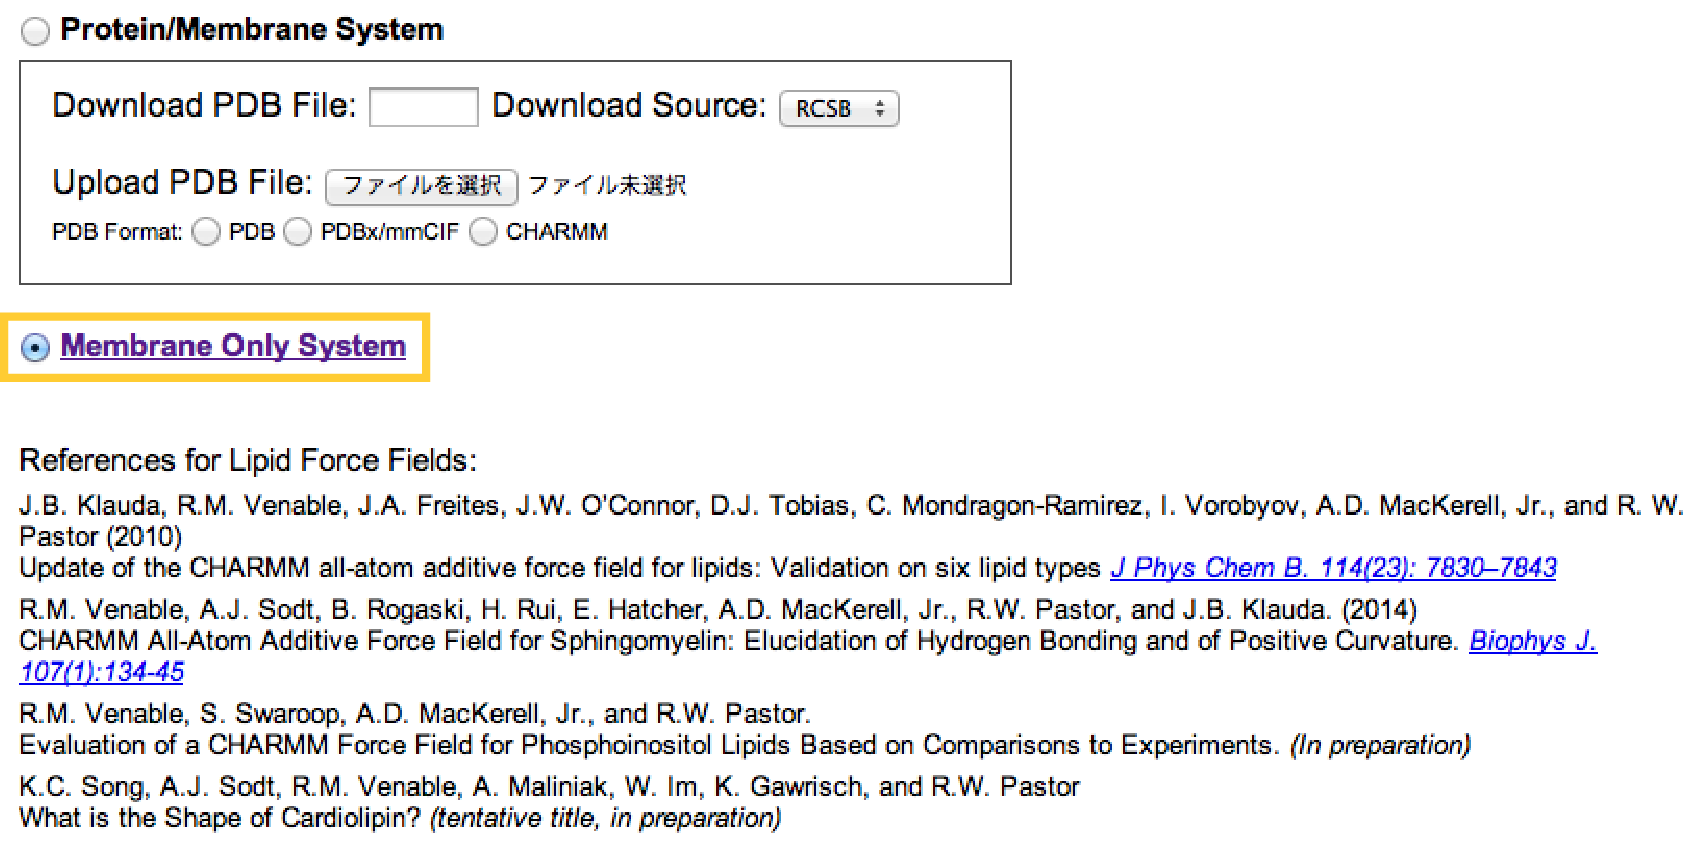 Protein/Membrane System
Download PDB File: Download Source: RCSB
Upload PDB File: ファイルを選択 ファイル未選択
PDB Format: PDB PDBx/mmCIF CHARMM
Membrane Only System
References for Lipid Force Fields:
J.B. Klauda, R.M. Venable, J.A. Freites, J.W. O'Connor, D.J. Tobias, C. Mondragon-Ramirez, I. Vorobyov, A.D. MacKerell, Jr., and R. W.
Pastor (2010)
Update of the CHARMM all-atom additive force field for lipids: Validation on six lipid types J Phys Chem B. 114(23): 7830–7843
R.M. Venable, A.J. Sodt, B. Rogaski, H. Rui, E. Hatcher, A.D. MacKerell, Jr., R.W. Pastor, and J.B. Klauda. (2014)
CHARMM All-Atom Additive Force Field for Sphingomyelin: Elucidation of Hydrogen Bonding and of Positive Curvature. Biophys J.
107(1):134-45
R.M. Venable, S. Swaroop, A.D. MacKerell, Jr., and R.W. Pastor.
Evaluation of a CHARMM Force Field for Phosphoinositol Lipids Based on Comparisons to Experiments. (In preparation)
K.C. Song, A.J. Sodt, R.M. Venable, A. Maliniak, W. Im, K. Gawrisch, and R.W. Pastor
What is the Shape of Cardiolipin? (tentative title, in preparation)